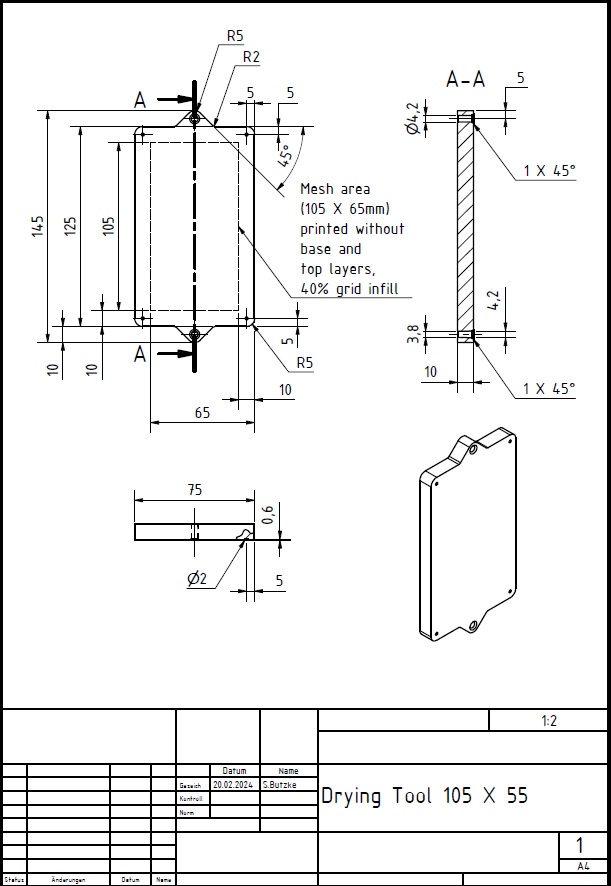 R5
R2
A
5
5
45°
145
125
105
Mesh area
(105 X 65mm)
printed without
base and
top layers,
40% grid infill
A
10
10
5
R5
10
65
A-A
5
Ø4,2
1 X 45°
4,2
3,8
10
1 X 45°
75
0,6
Ø2
5
1:2
Datum
Name
Gezeich
20.02.2024
S.Butzke
Kontroll
Norm
Drying Tool 105 X 55
1
A4
Status
Änderungen
Datum
Name